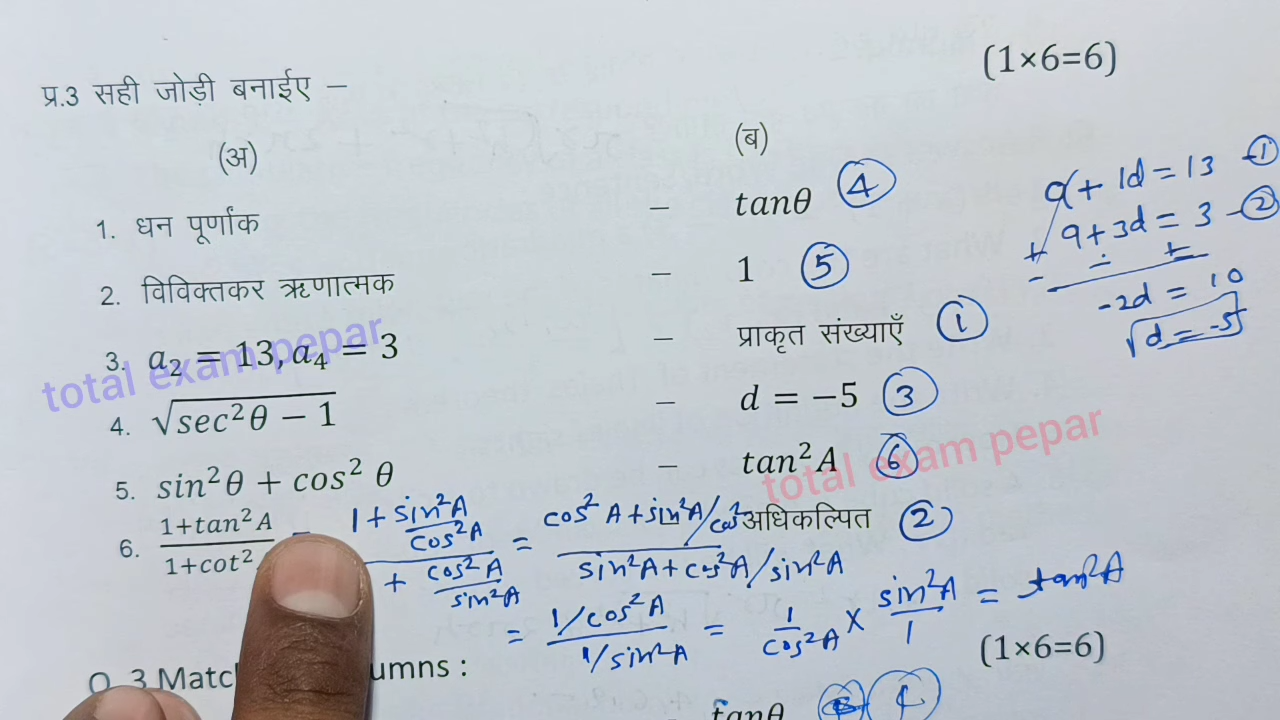 (1×6=6)
प्र.3 सही जोड़ी बनाईए –
(अ)
(ब)
1. धन पूर्णांक – tanθ ④
2. विविक्तकर ऋणात्मक – 1 ⑤
3. a₂ = 13, a₄ = 3 – प्राकृत संख्याएँ ①
4. √(sec²θ − 1) – d = −5 ③
5. sin²θ + cos² θ – tan²A ⑥
6. (1+tan²A)/(1+cot² अधिकल्पित ②
a + 1d = 13 –①
a + 3d = 3 –②
− − −
-2d = 10
d = -5
= 1 + sin²A/cos²A
+ cos²A/sin²A
= cos²A + sin²A/cos²
sin²A + cos²A/sin²A
= (1/cos²A)/(1/sin²A) = 1/cos²A × sin²A/1 = tan²A
(1×6=6)
Q. 3 Matc umns :
tanθ
total exam pepar
total exam pepar